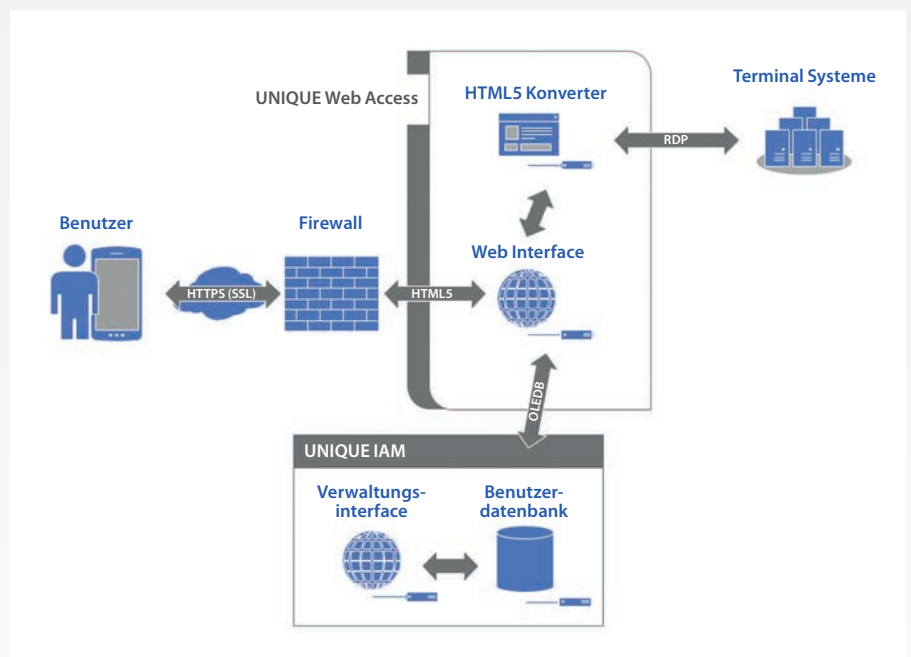 Terminal Systeme
UNIQUE Web Access
HTML5 Konverter
RDP
Benutzer
Firewall
Web Interface
HTTPS (SSL)
HTML5
OLEDB
UNIQUE IAM
Verwaltungs-
interface
Benutzer-
datenbank